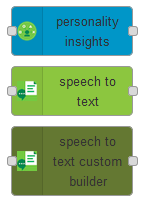 personality
insights
speech to
text
speech to
text custom
builder